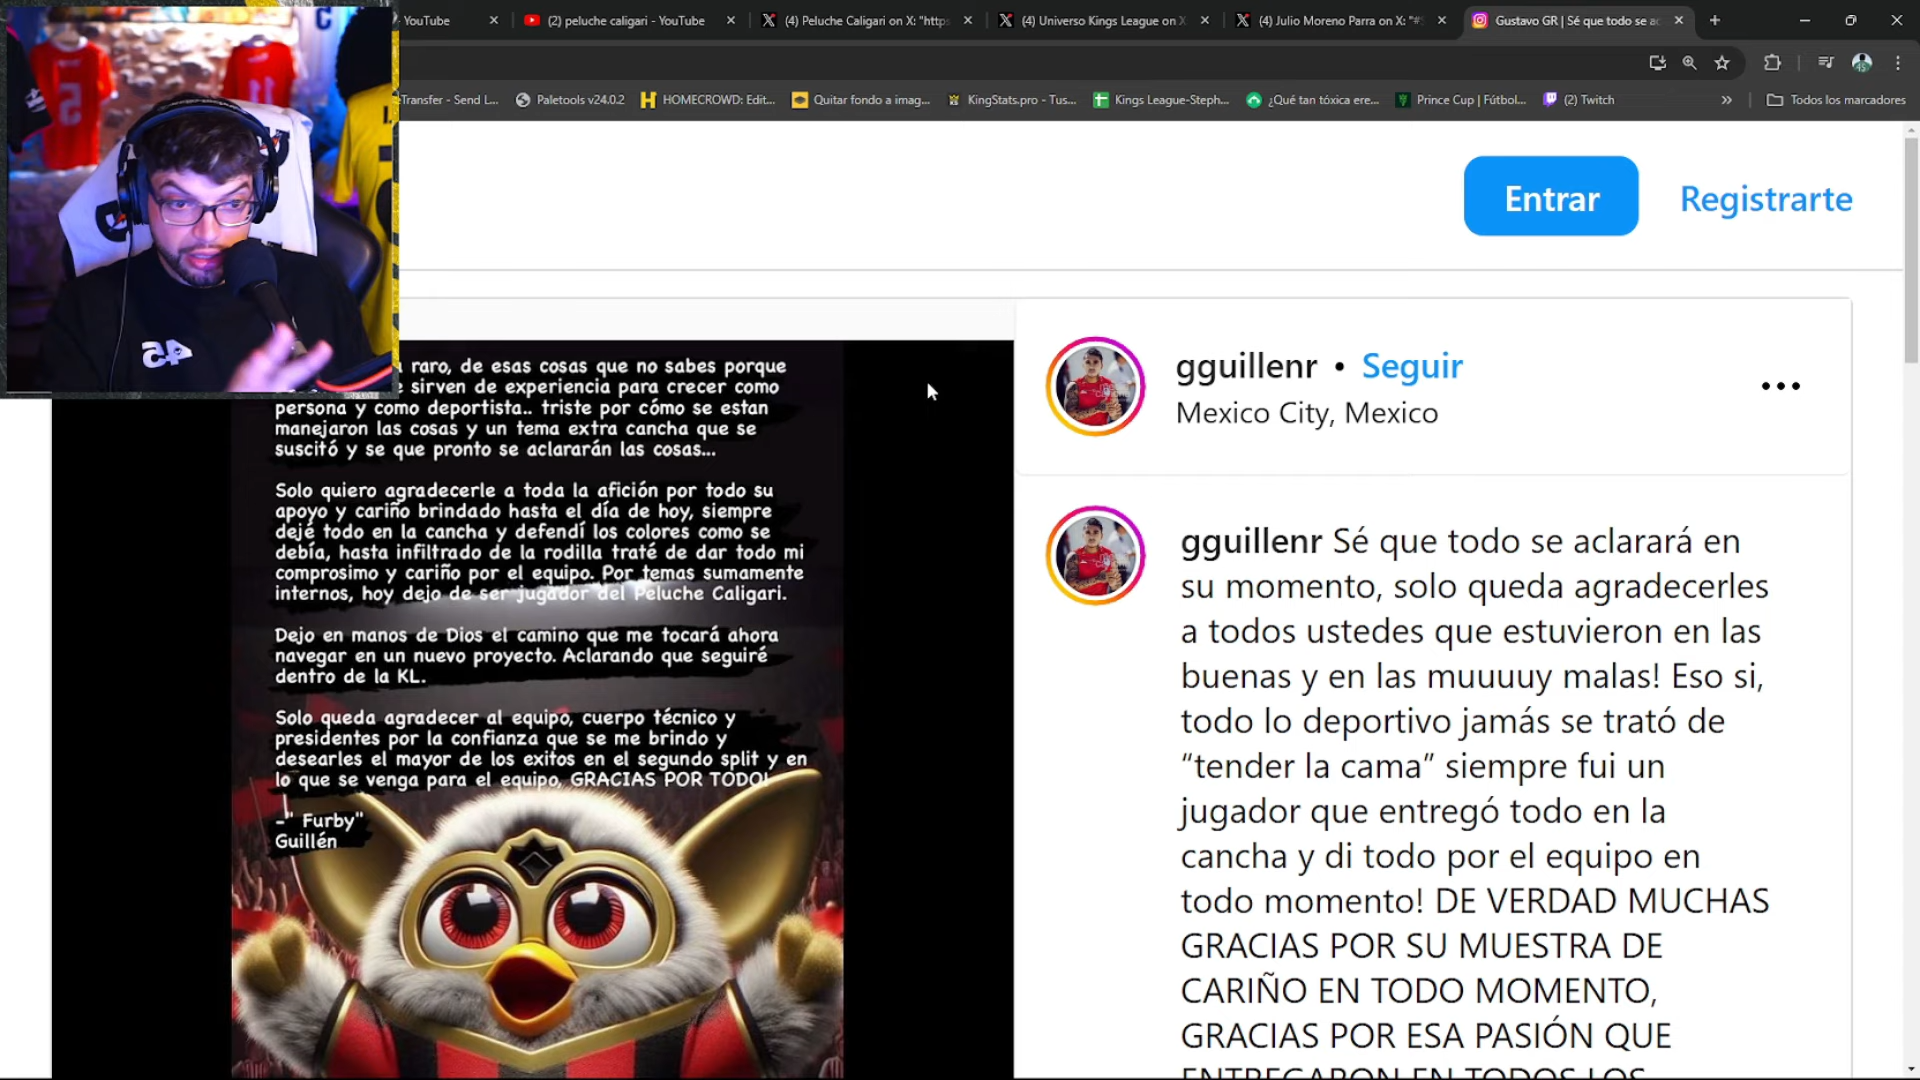 YouTube
(2) peluche caligari - YouTube
(4) Peluche Caligari on X: "http
(4) Universo Kings League on X
(4) Julio Moreno Parra on X: "#
Gustavo GR | Sé que todo se ac
Transfer - Send L...
Paletools v24.0.2
HOMECROWD: Edit...
Quitar fondo a imag...
KingStats.pro - Tus...
Kings League-Steph...
¿Qué tan tóxica ere...
Prince Cup | Fútbol...
(2) Twitch
»
Todos los marcadores
Entrar
Registrarte
raro, de esas cosas que no sabes porque
sirven de experiencia para crecer como
persona y como deportista.. triste por cómo se estan
manejaron las cosas y un tema extra cancha que se
suscitó y se que pronto se aclararán las cosas...
Solo quiero agradecerle a toda la afición por todo su
apoyo y cariño brindado hasta el día de hoy, siempre
dejé todo en la cancha y defendí los colores como se
debía, hasta infiltrado de la rodilla traté de dar todo mi
comprosimo y cariño por el equipo. Por temas sumamente
internos, hoy dejo de ser jugador del Peluche Caligari.
Dejo en manos de Dios el camino que me tocará ahora
navegar en un nuevo proyecto. Aclarando que seguiré
dentro de la KL.
Solo queda agradecer al equipo, cuerpo técnico y
presidentes por la confianza que se me brindo y
desearles el mayor de los exitos en el segundo split y en
lo que se venga para el equipo, GRACIAS POR TODO!
-" Furby"
Guillén
gguillenr • Seguir
Mexico City, Mexico
gguillenr Sé que todo se aclarará en
su momento, solo queda agradecerles
a todos ustedes que estuvieron en las
buenas y en las muuuuy malas! Eso si,
todo lo deportivo jamás se trató de
“tender la cama” siempre fui un
jugador que entregó todo en la
cancha y di todo por el equipo en
todo momento! DE VERDAD MUCHAS
GRACIAS POR SU MUESTRA DE
CARIÑO EN TODO MOMENTO,
GRACIAS POR ESA PASIÓN QUE
ENTREGARON EN TODOS LOS